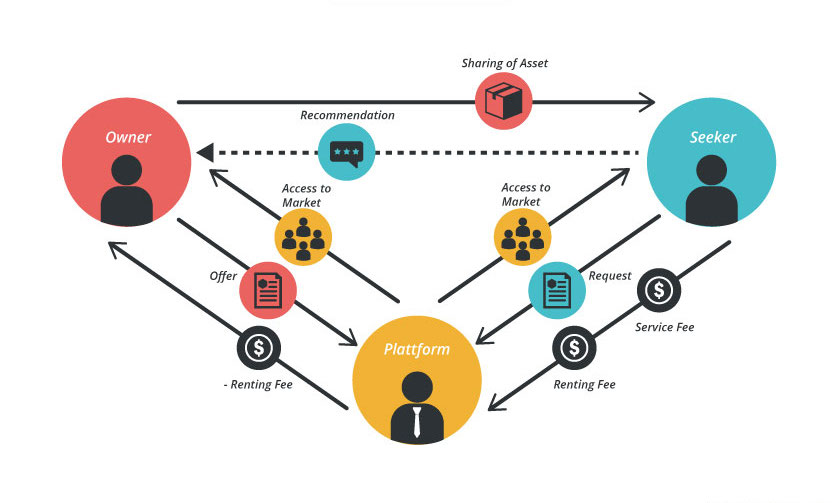 Sharing of Asset
Recommendation
Owner
Seeker
Access to
Market
Access to
Market
Offer
Request
$
Service Fee
Plattform
$
- Renting Fee
$
Renting Fee